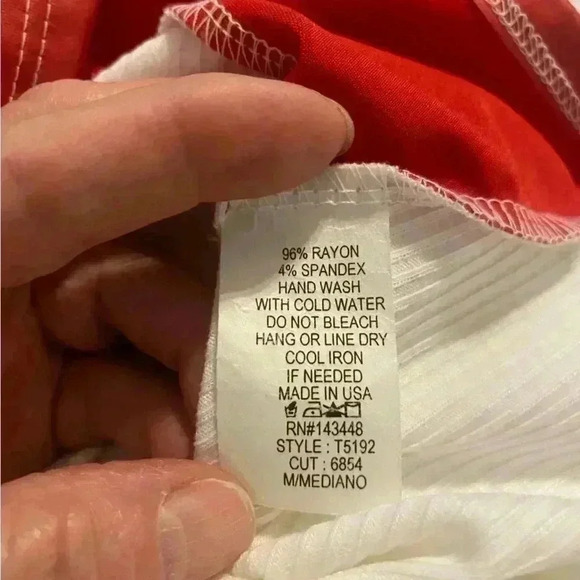 96% RAYON
4% SPANDEX
HAND WASH
WITH COLD WATER
DO NOT BLEACH
HANG OR LINE DRY
COOL IRON
IF NEEDED
MADE IN USA
RN#143448
STYLE : T5192
CUT : 6854
M/MEDIANO